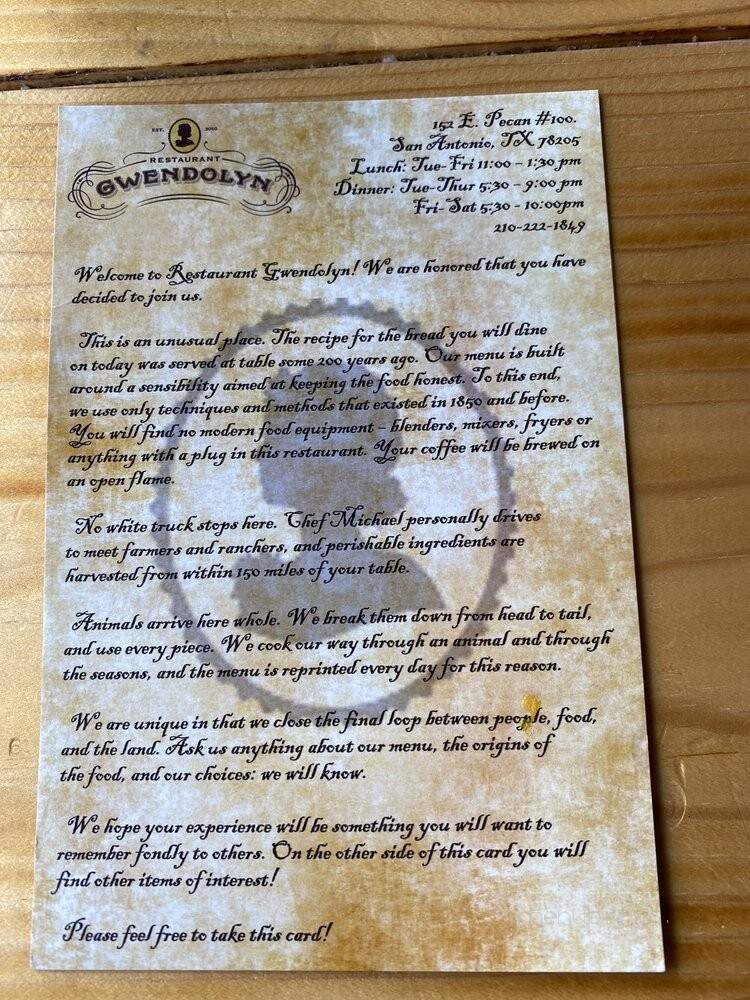 EST. 2010
RESTAURANT
GWENDOLYN
152 E. Pecan #100.
San Antonio, TX 78205
Lunch: Tue-Fri 11:00 - 1:30 pm
Dinner: Tue-Thur 5:30 - 9:00 pm
Fri-Sat 5:30 - 10:00pm
210-222-1849
Welcome to Restaurant Gwendolyn! We are honored that you have
decided to join us.
This is an unusual place. The recipe for the bread you will dine
on today was served at table some 200 years ago. Our menu is built
around a sensibility aimed at keeping the food honest. To this end,
we use only techniques and methods that existed in 1850 and before.
You will find no modern food equipment - blenders, mixers, fryers or
anything with a plug in this restaurant. Your coffee will be brewed on
an open flame.
No white truck stops here. Chef Michael personally drives
to meet farmers and ranchers, and perishable ingredients are
harvested from within 150 miles of your table.
Animals arrive here whole. We break them down from head to tail,
and use every piece. We cook our way through an animal and through
the seasons, and the menu is reprinted every day for this reason.
We are unique in that we close the final loop between people, food,
and the land. Ask us anything about our menu, the origins of
the food, and our choices: we will know.
We hope your experience will be something you will want to
remember fondly to others. On the other side of this card you will
find other items of interest!
Please feel free to take this card!